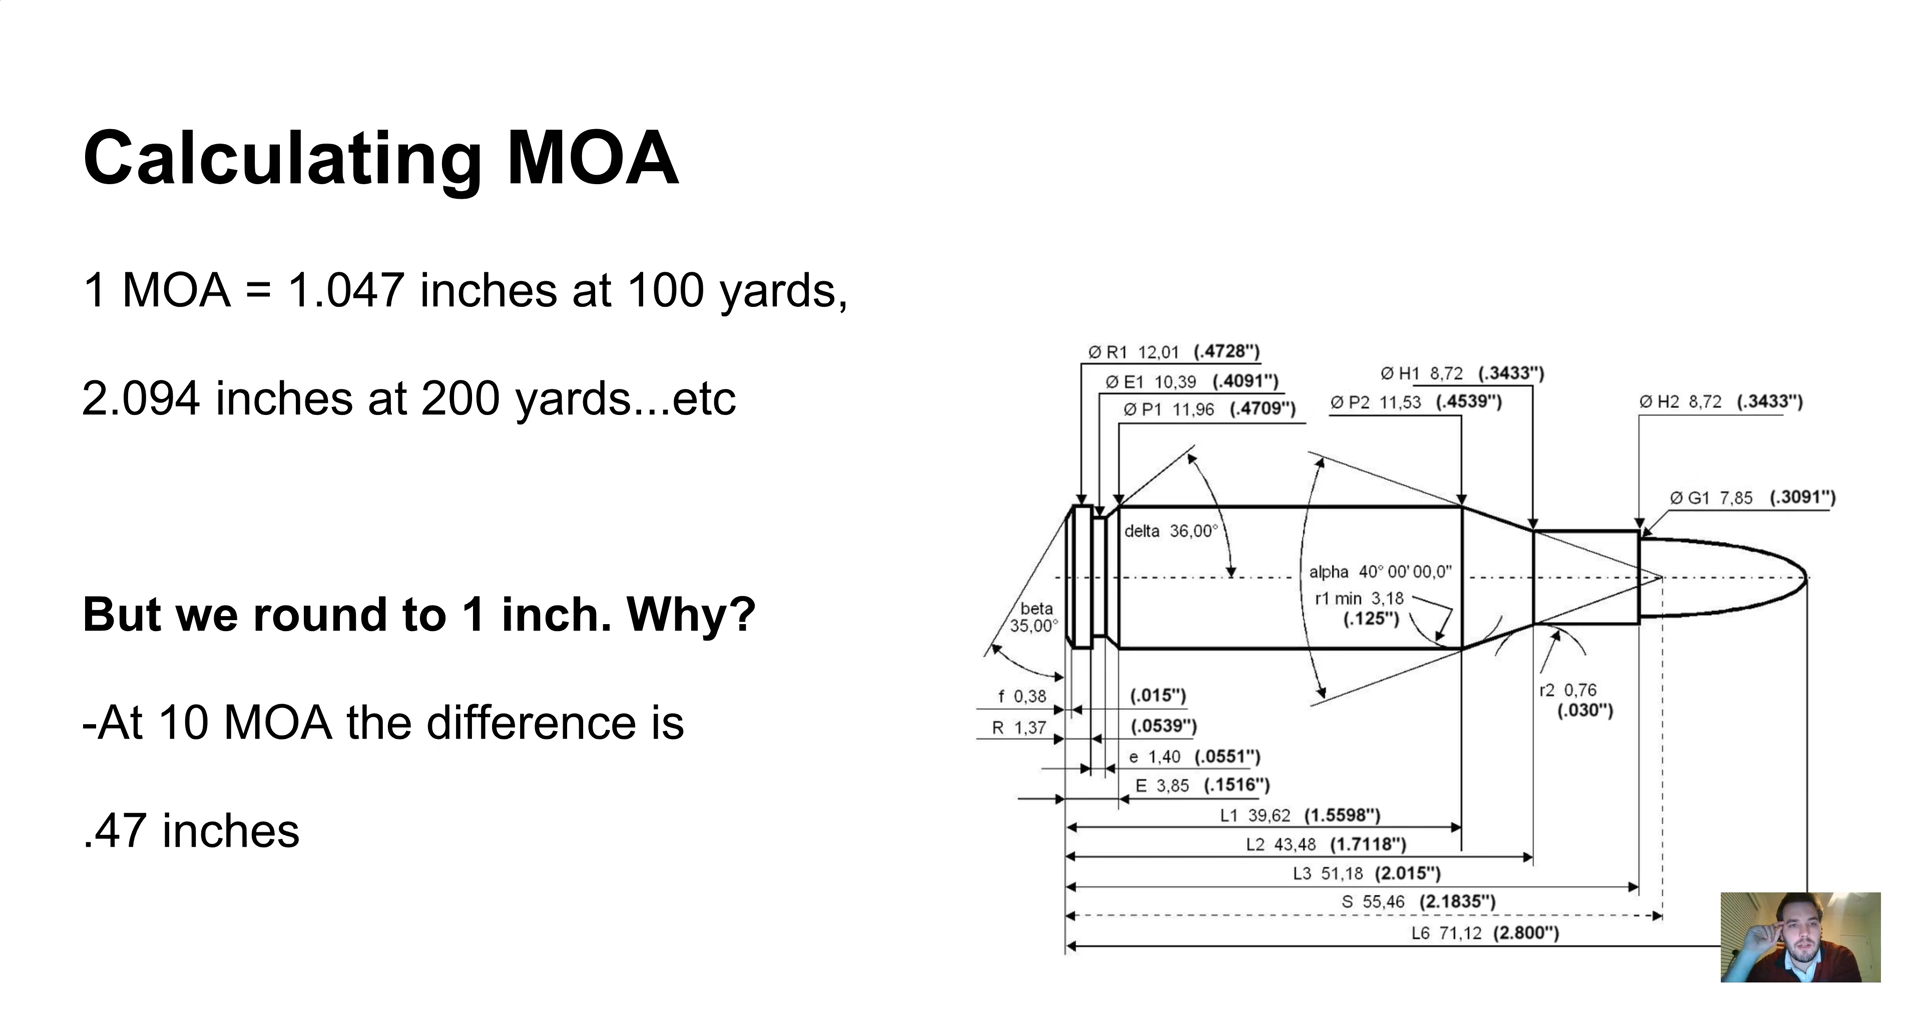 Calculating MOA
1 MOA = 1.047 inches at 100 yards,
2.094 inches at 200 yards...etc
But we round to 1 inch. Why?
-At 10 MOA the difference is
.47 inches
Ø R1 12,01 (.4728")
Ø E1 10,39 (.4091")
Ø P1 11,96 (.4709")
Ø H1 8,72 (.3433")
Ø P2 11,53 (.4539")
Ø H2 8,72 (.3433")
Ø G1 7,85 (.3091")
delta 36,00°
alpha 40° 00' 00,0"
r1 min 3,18
(.125")
beta
35,00°
r2 0,76
(.030")
f 0,38 (.015")
R 1,37 (.0539")
e 1,40 (.0551")
E 3,85 (.1516")
L1 39,62 (1.5598")
L2 43,48 (1.7118")
L3 51,18 (2.015")
S 55,46 (2.1835")
L6 71,12 (2.800")